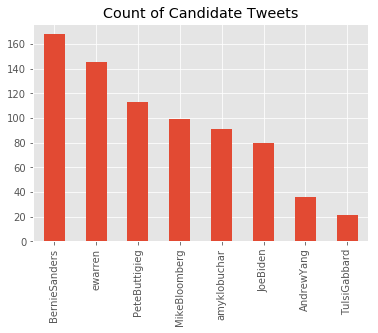 Count of Candidate Tweets
160
140
120
100
80
60
40
20
0
BernieSanders
ewarren
PeteButtigieg
MikeBloomberg
amyklobuchar
JoeBiden
AndrewYang
TulsiGabbard